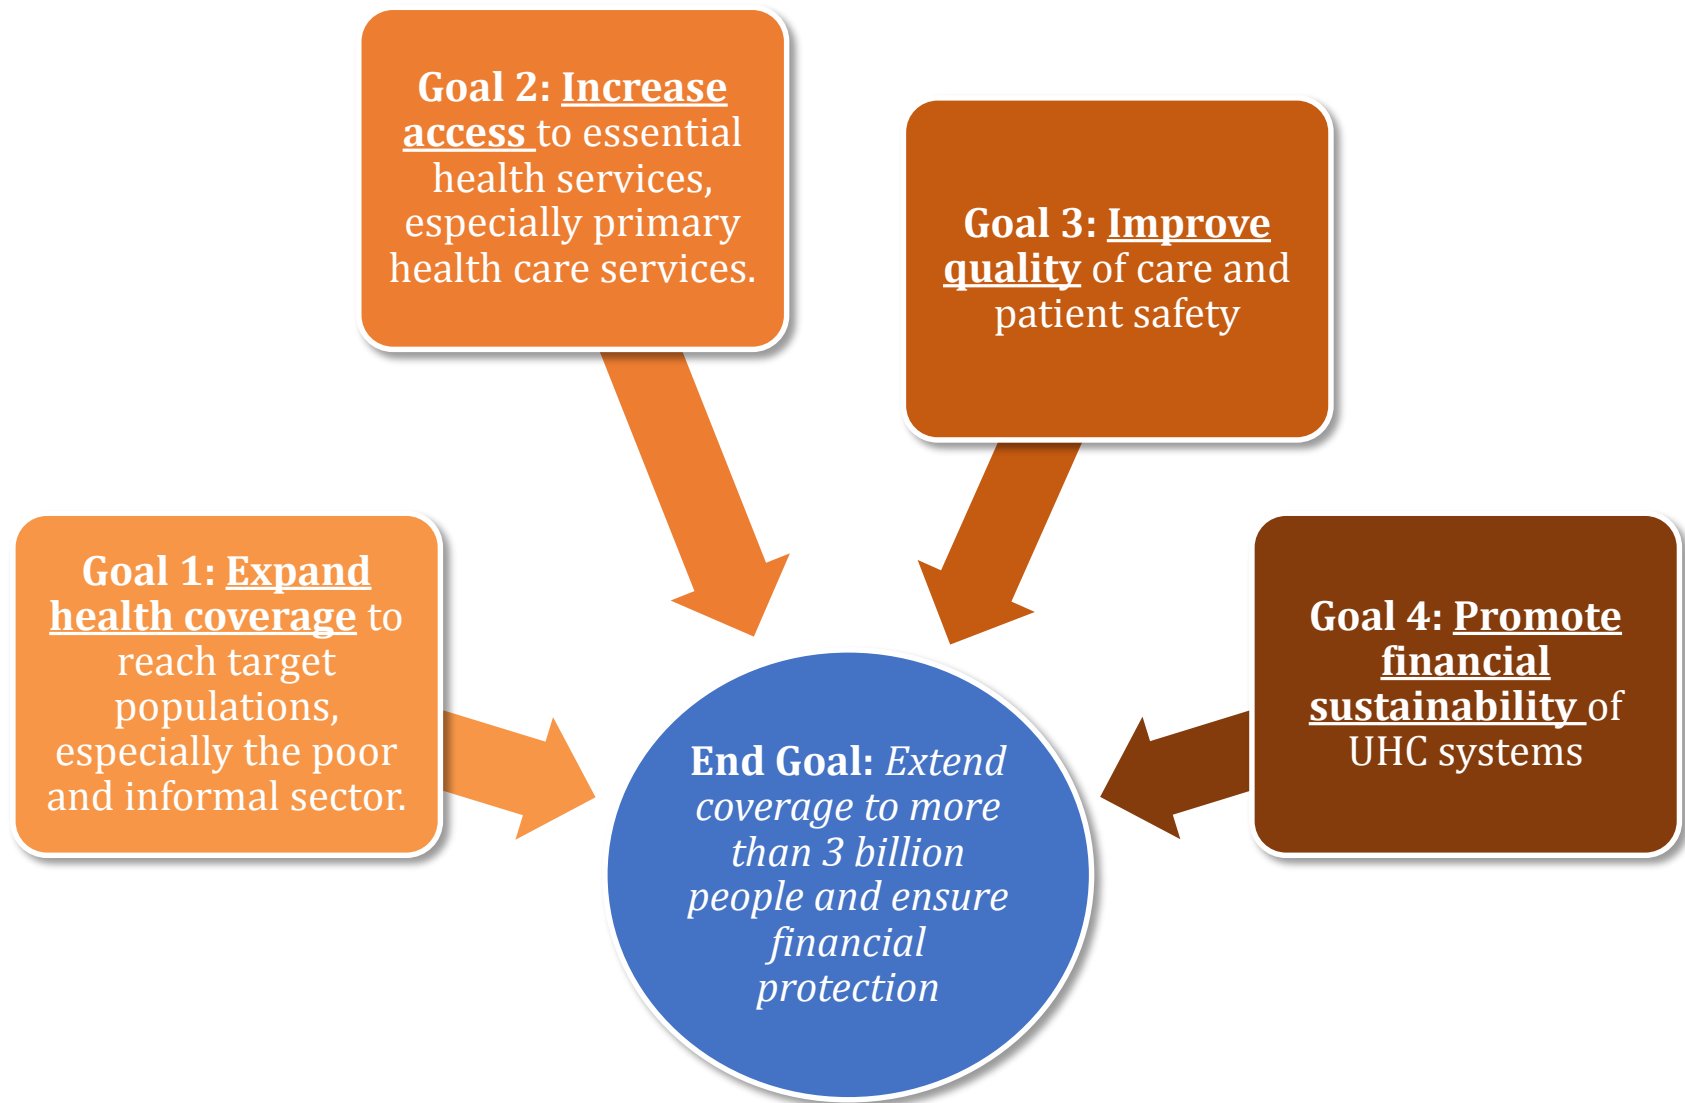 Goal 1: Expand
health coverage to
reach target
populations,
especially the poor
and informal sector.
Goal 2: Increase
access to essential
health services,
especially primary
health care services.
Goal 3: Improve
quality of care and
patient safety
Goal 4: Promote
financial
sustainability of
UHC systems
End Goal: Extend
coverage to more
than 3 billion
people and ensure
financial
protection